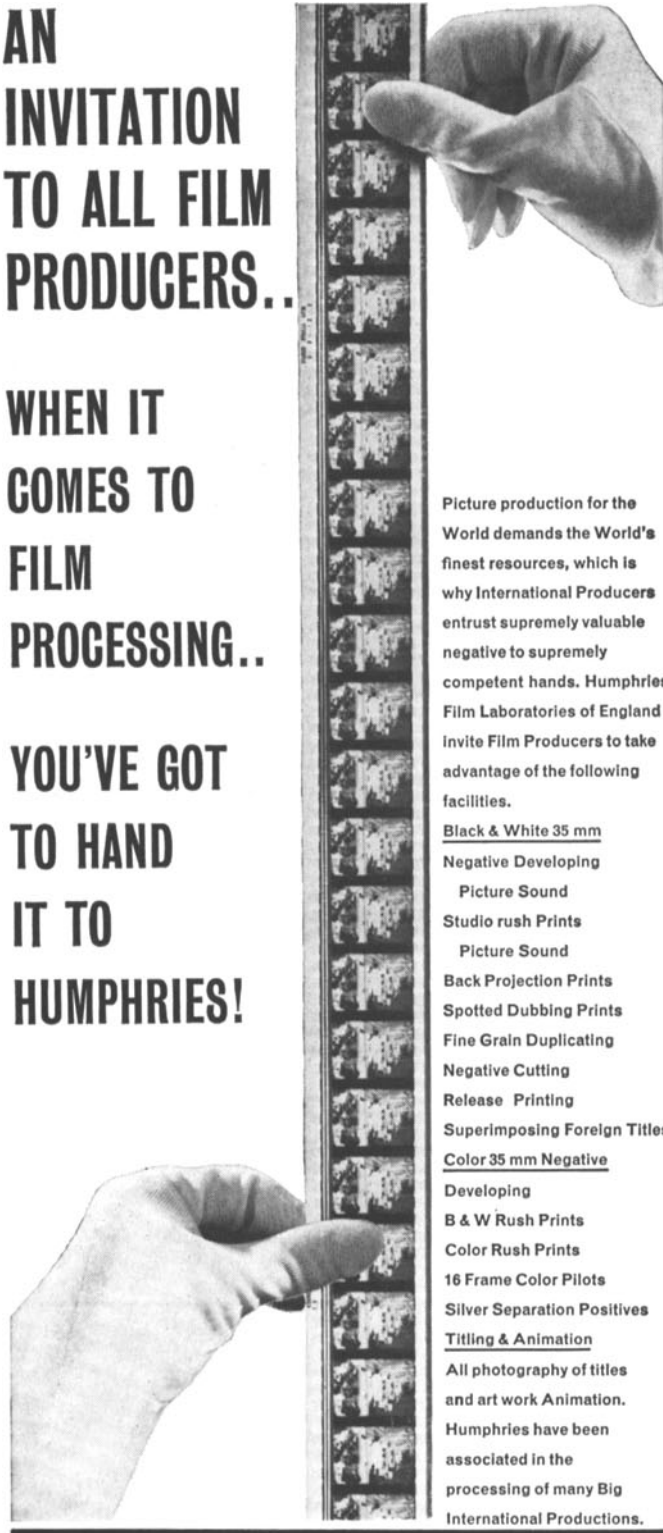 AN
INVITATION
TO ALL FILM
PRODUCERS..
WHEN IT
COMES TO
FILM
PROCESSING..
YOU'VE GOT
TO HAND
IT TO
HUMPHRIES!
Picture production for the
World demands the World's
finest resources, which is
why International Producers
entrust supremely valuable
negative to supremely
competent hands. Humphries
Film Laboratories of England
invite Film Producers to take
advantage of the following
facilities.
Black & White 35 mm
Negative Developing
Picture Sound
Studio rush Prints
Picture Sound
Back Projection Prints
Spotted Dubbing Prints
Fine Grain Duplicating
Negative Cutting
Release Printing
Superimposing Foreign Titles
Color 35 mm Negative
Developing
B & W Rush Prints
Color Rush Prints
16 Frame Color Pilots
Silver Separation Positives
Titling & Animation
All photography of titles
and art work Animation.
Humphries have been
associated in the
processing of many Big
International Productions.